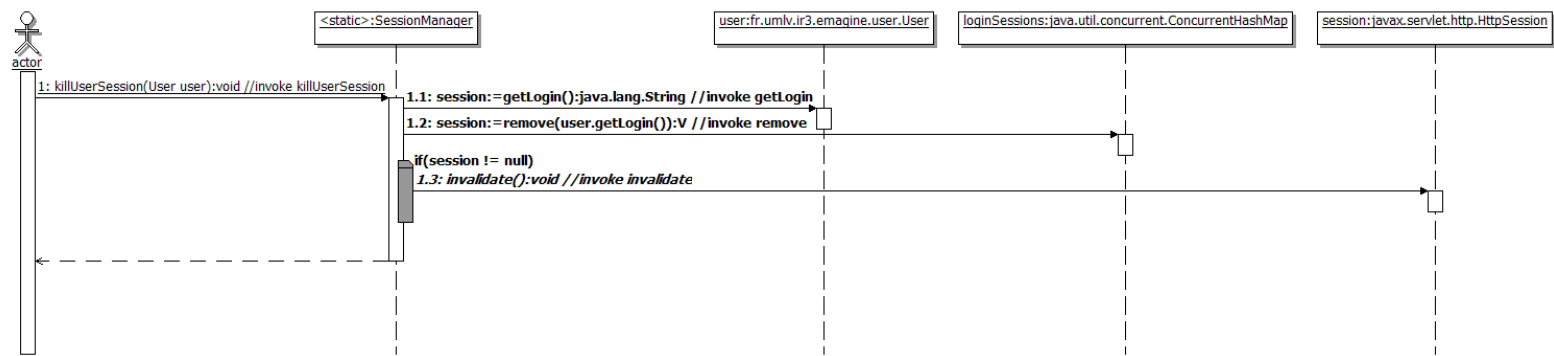 <static>:SessionManager
user:fr.umlv.ir3.emagine.user.User
loginSessions:java.util.concurrent.ConcurrentHashMap
session:javax.servlet.http.HttpSession
actor
1: killUserSession(User user):void //invoke killUserSession
1.1: session:=getLogin():java.lang.String //invoke getLogin
1.2: session:=remove(user.getLogin()):V //invoke remove
if(session != null)
1.3: invalidate():void //invoke invalidate